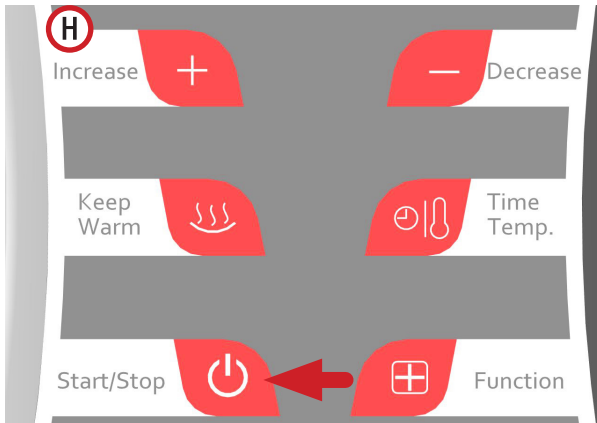 H
Increase
Decrease
Keep
Warm
Time
Temp.
Start/Stop
Function